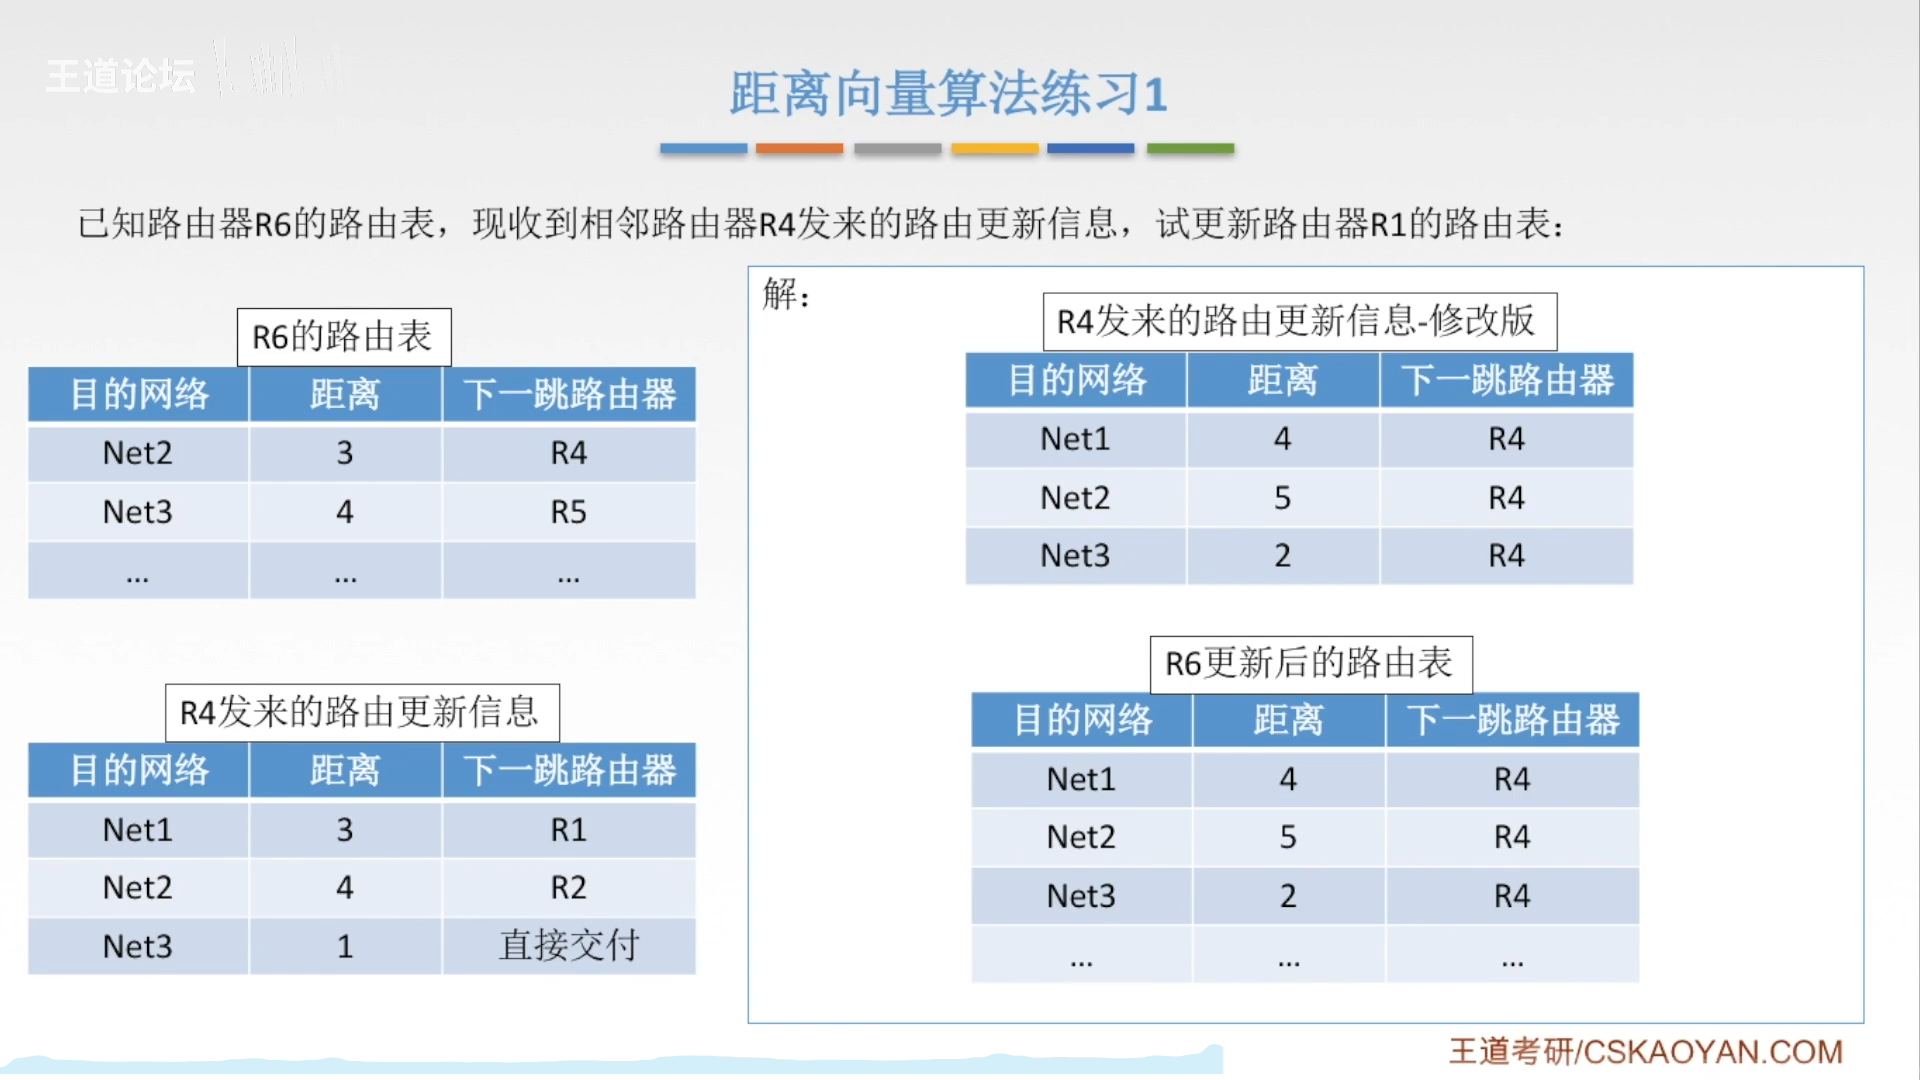 王道论坛
距离向量算法练习1
已知路由器R6的路由表，现收到相邻路由器R4发来的路由更新信息，试更新路由器R1的路由表：
R6的路由表
目的网络 距离 下一跳路由器
Net2 3 R4
Net3 4 R5
... ... ...
R4发来的路由更新信息
目的网络 距离 下一跳路由器
Net1 3 R1
Net2 4 R2
Net3 1 直接交付
解：
R4发来的路由更新信息-修改版
目的网络 距离 下一跳路由器
Net1 4 R4
Net2 5 R4
Net3 2 R4
R6更新后的路由表
目的网络 距离 下一跳路由器
Net1 4 R4
Net2 5 R4
Net3 2 R4
... ... ...
王道考研/CSKAOYAN.COM